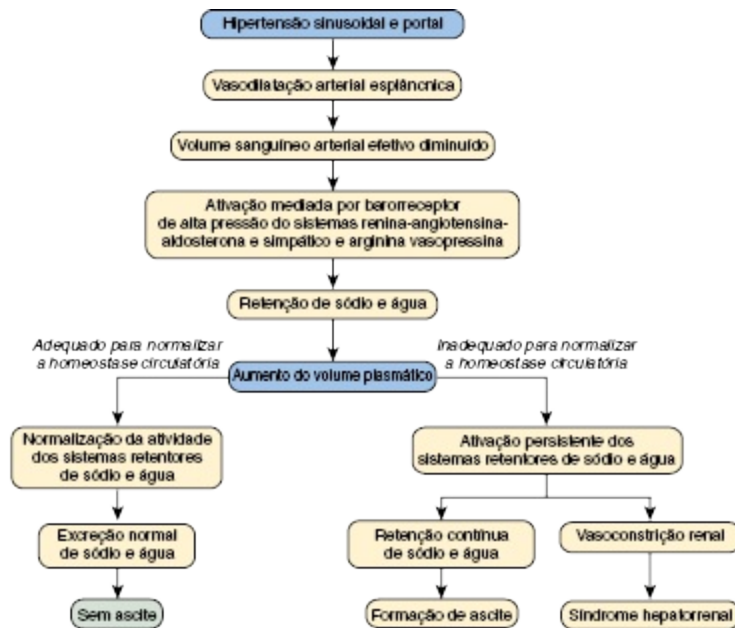 Hipertensão sinusoidal e portal
Vasodilatação arterial esplâncnica
Volume sanguíneo arterial efetivo diminuído
Ativação mediada por barorreceptor
de alta pressão do sistemas renina-angiotensina-
aldosterona e simpático e arginina vasopressina
Retenção de sódio e água
Adequado para normalizar
a homeostase circulatória
Inadequado para normalizar
a homeostase circulatória
Aumento do volume plasmático
Normalização da atividade
dos sistemas retentores
de sódio e água
Ativação persistente dos
sistemas retentores de sódio e água
Excreção normal
de sódio e água
Retenção contínua
de sódio e água
Vasoconstrição renal
Sem ascite
Formação de ascite
Síndrome hepatorrenal